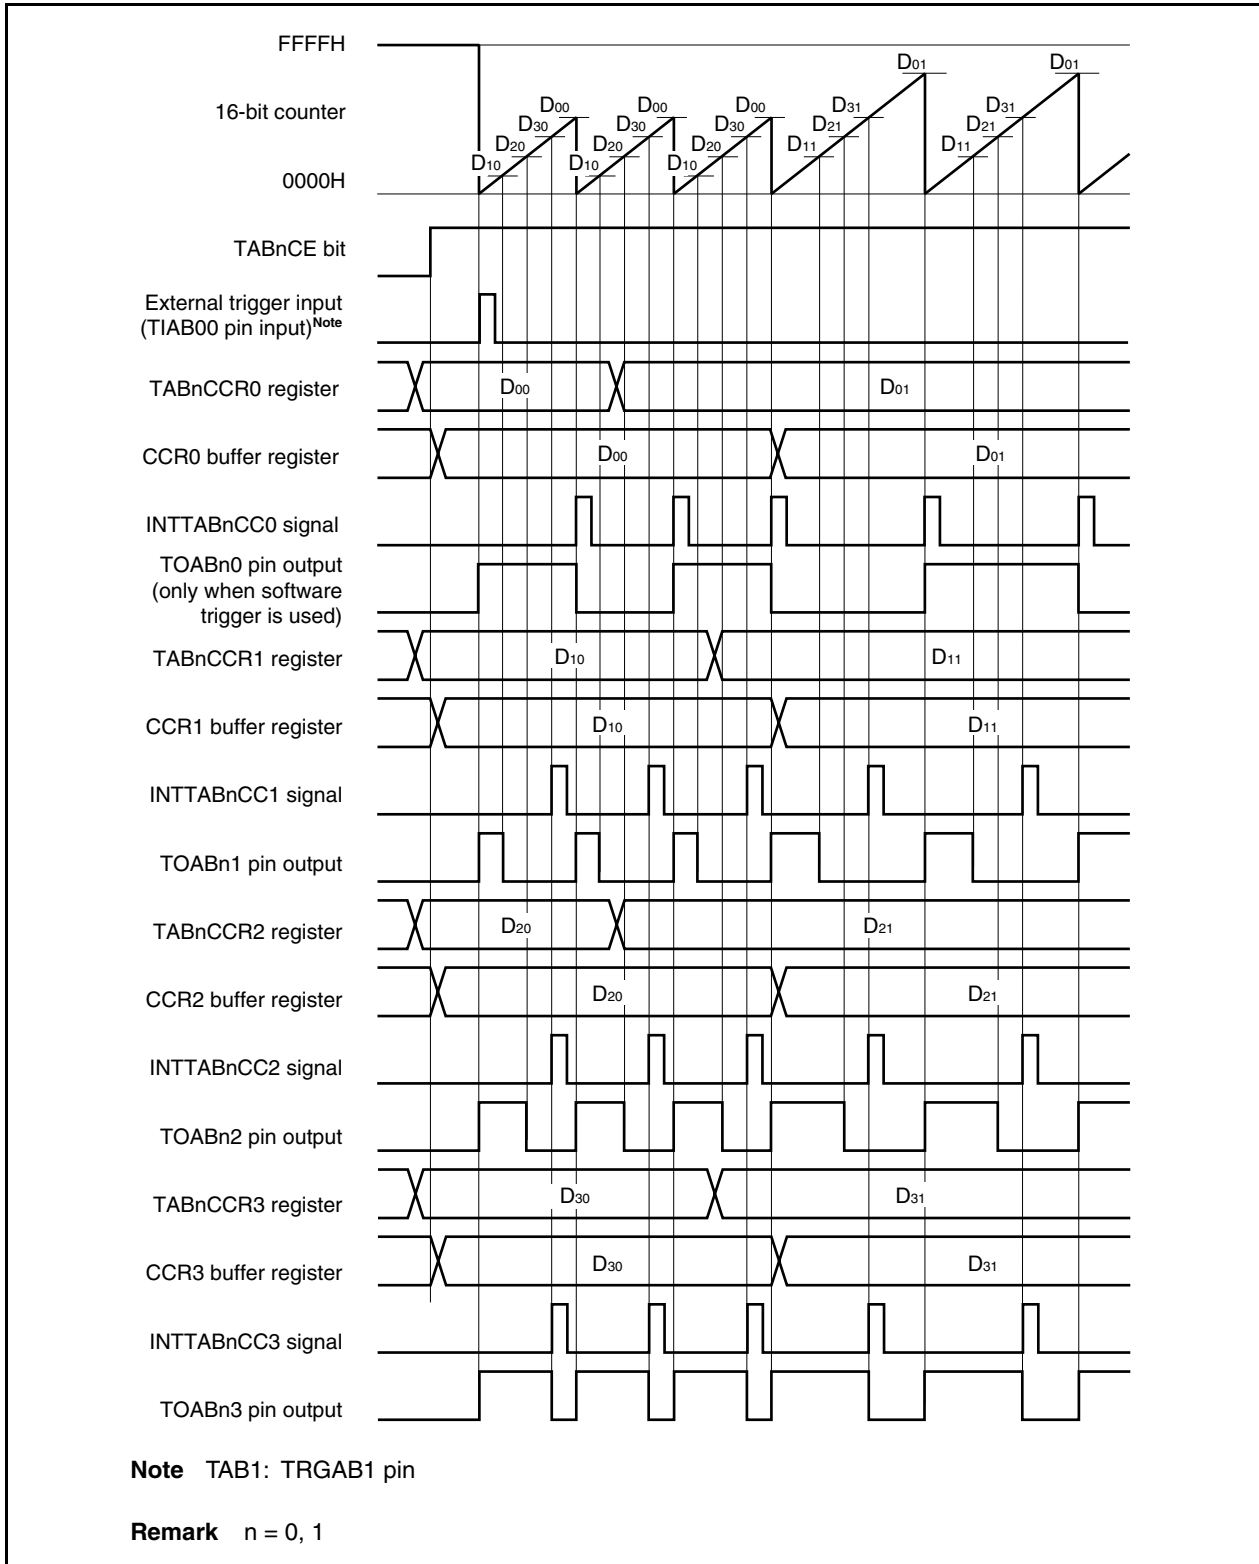 FFFFH
D01 D01
16-bit counter
D00 D00 D00 D31 D31
D30 D30 D30 D21 D21
D20 D20 D20 D11 D11
D10 D10 D10
0000H
TABnCE bit
External trigger input
(TIAB00 pin input)Note
TABnCCR0 register D00 D01
CCR0 buffer register D00 D01
INTTABnCC0 signal
TOABn0 pin output
(only when software
trigger is used)
TABnCCR1 register D10 D11
CCR1 buffer register D10 D11
INTTABnCC1 signal
TOABn1 pin output
TABnCCR2 register D20 D21
CCR2 buffer register D20 D21
INTTABnCC2 signal
TOABn2 pin output
TABnCCR3 register D30 D31
CCR3 buffer register D30 D31
INTTABnCC3 signal
TOABn3 pin output
Note TAB1: TRGAB1 pin
Remark n = 0, 1